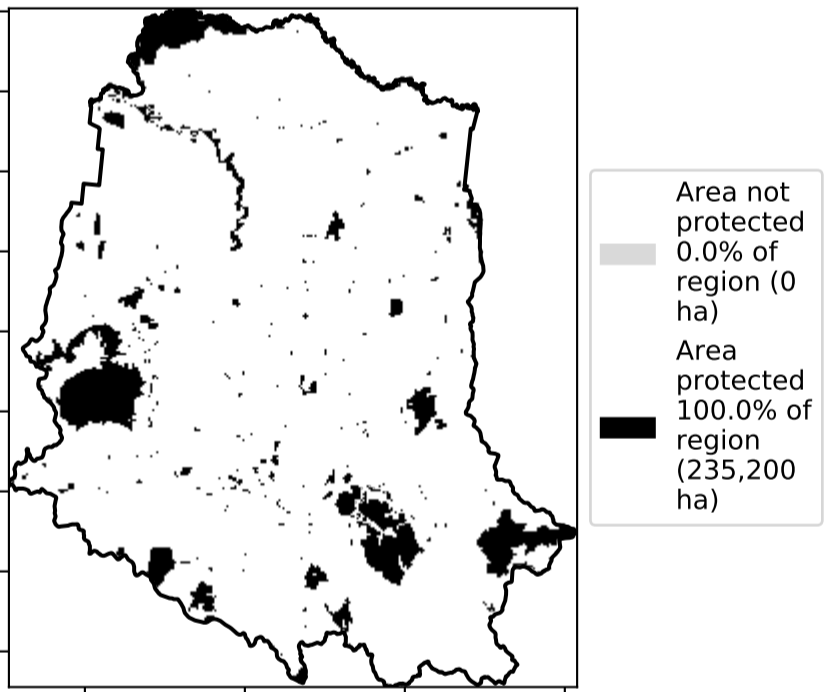 Area not
protected
0.0% of
region (0
ha)
Area
protected
100.0% of
region
(235,200
ha)